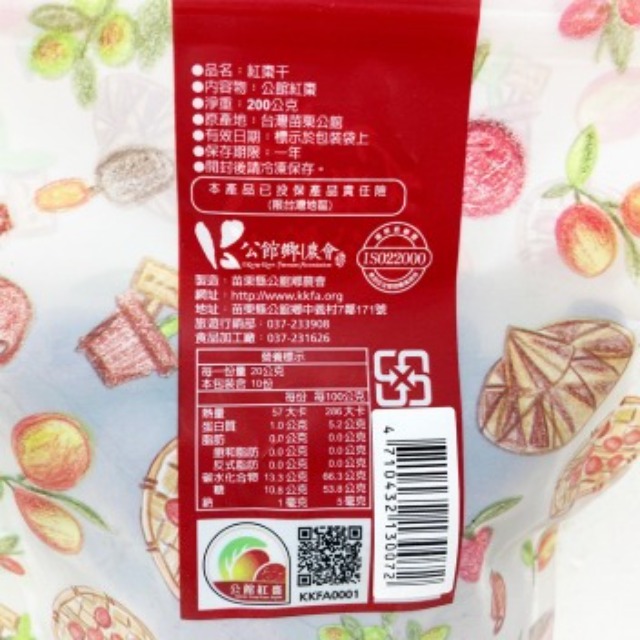 ●品名：紅棗干
●內容物：公館紅棗
●淨重：200公克
●原產地：台灣苗栗公館
●有效日期：標示於包裝袋上
●保存期限：一年
●開封後請冷凍保存。
本產品已投保產品責任險
(限台灣地區)
公館鄉農會
ISO22000
製造：苗栗縣公館鄉農會
網址：http://www.kkfa.org
地址：苗栗縣公館鄉中義村7鄰171號
旅遊行銷部：037-233908
食品加工廠：037-231626
營養標示
每一份量 20公克
本包裝含 10份
每份 每100公克
熱量 57大卡 286大卡
蛋白質 1.0公克 5.2公克
脂肪 0.0公克 0.0公克
飽和脂肪 0.0公克 0.0公克
反式脂肪 0.0公克 0.0公克
碳水化合物 13.3公克 66.3公克
糖 10.8公克 53.8公克
鈉 1毫克 5毫克
4710432130072
公館紅棗
KKFA0001